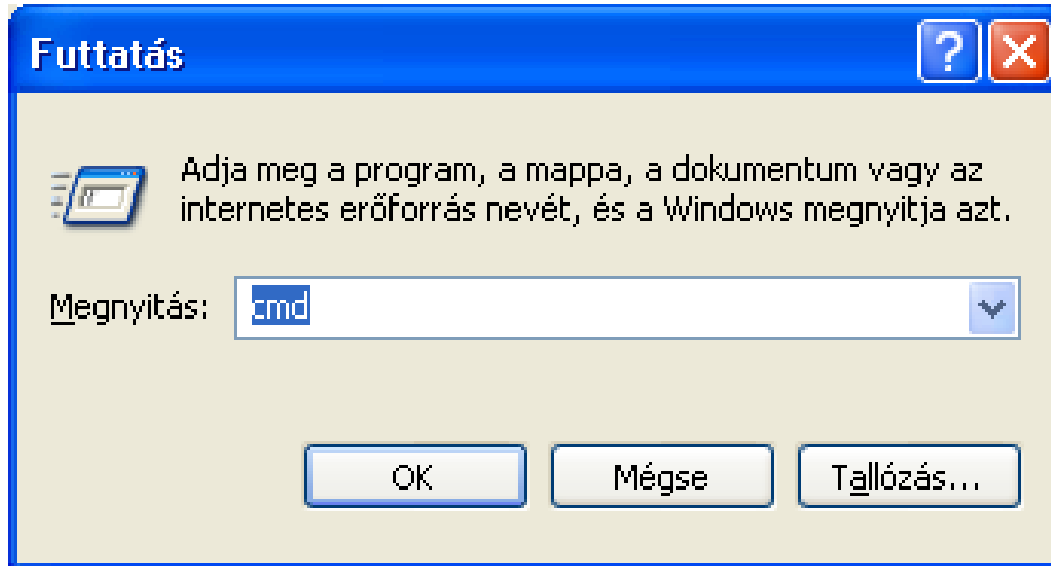 Futtatás
Adja meg a program, a mappa, a dokumentum vagy az
internetes erőforrás nevét, és a Windows megnyitja azt.
Megnyitás: cmd
OK Mégse Tallózás...